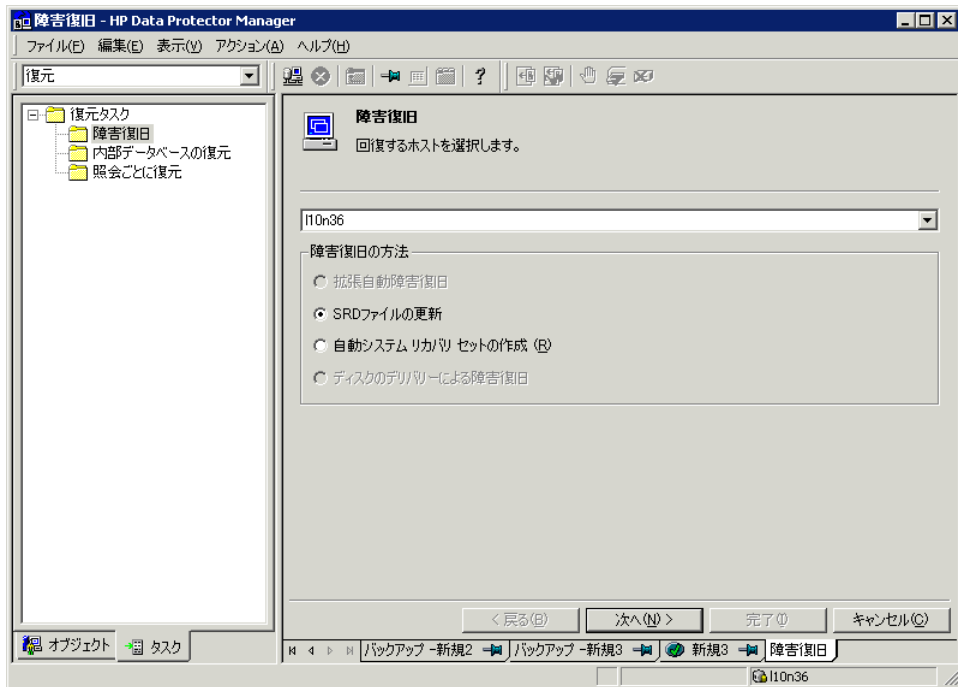 障害復旧 - HP Data Protector Manager
ファイル(F) 編集(E) 表示(V) アクション(A) ヘルプ(H)
復元
復元タスク
障害復旧
内部データベースの復元
照会ごとに復元
障害復旧
回復するホストを選択します。
l10n36
障害復旧の方法
拡張自動障害復旧
SRDファイルの更新
自動システム リカバリ セットの作成 (R)
ディスクのデリバリーによる障害復旧
< 戻る(B) 次へ(N) > 完了(I) キャンセル(C)
オブジェクト タスク
バックアップ -新規2 バックアップ -新規3 新規3 障害復旧
l10n36